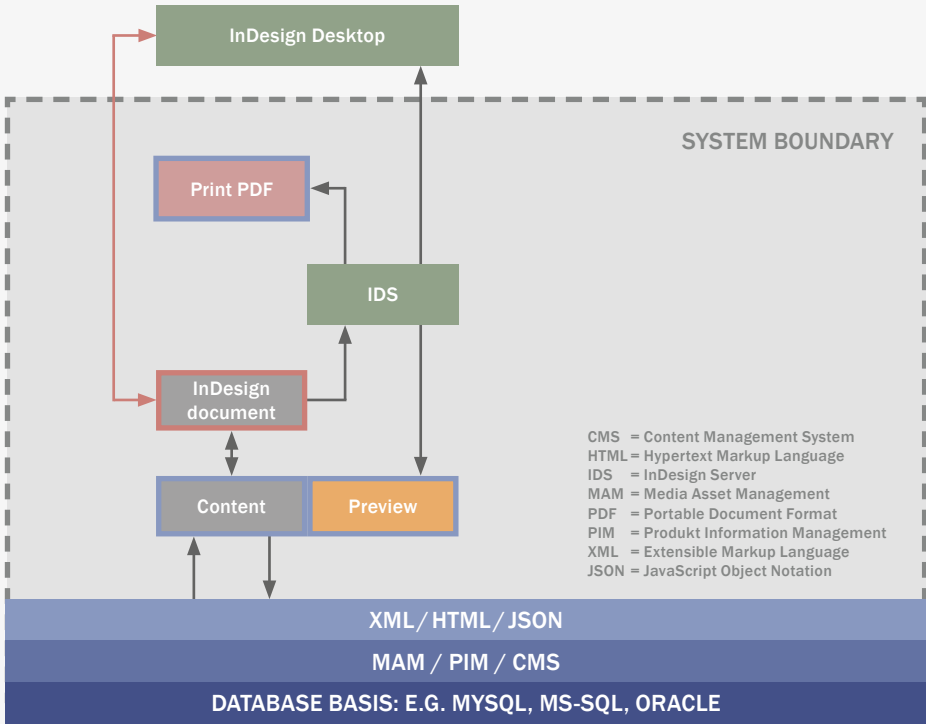 InDesign Desktop
SYSTEM BOUNDARY
Print PDF
IDS
InDesign
document
Content
Preview
CMS = Content Management System
HTML = Hypertext Markup Language
IDS = InDesign Server
MAM = Media Asset Management
PDF = Portable Document Format
PIM = Produkt Information Management
XML = Extensible Markup Language
JSON = JavaScript Object Notation
XML / HTML / JSON
MAM / PIM / CMS
DATABASE BASIS: E.G. MYSQL, MS-SQL, ORACLE